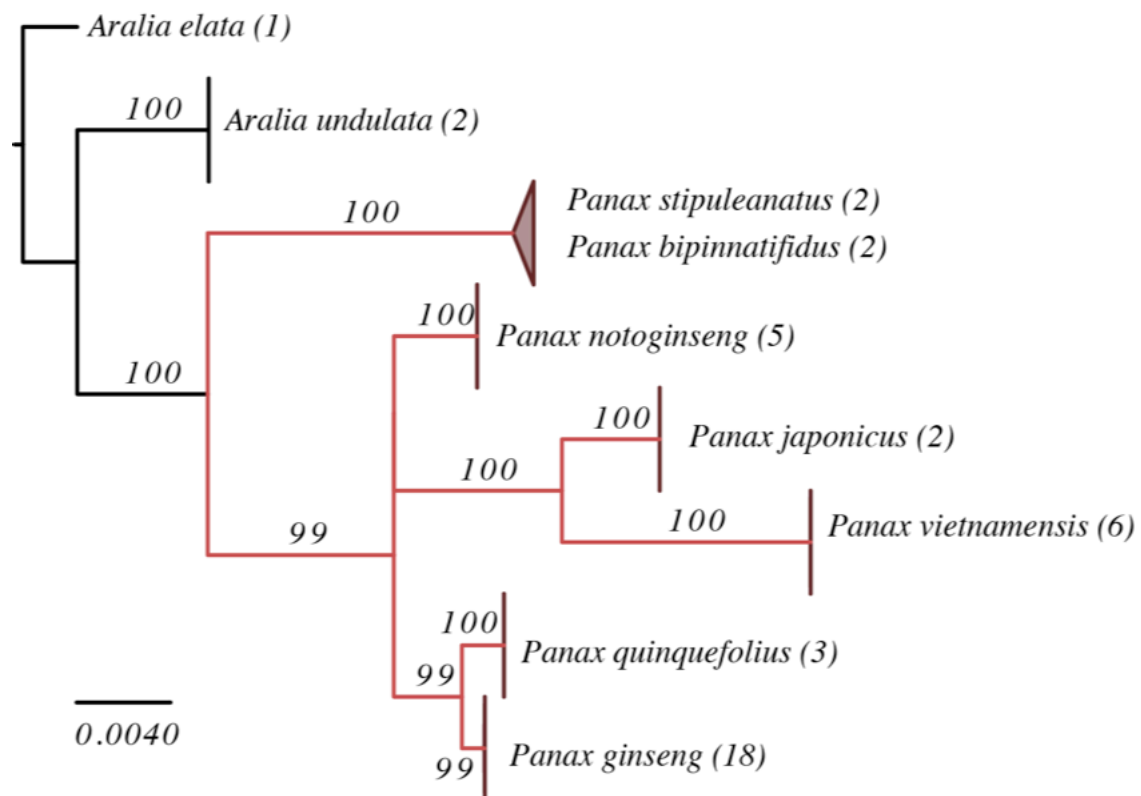 Aralia elata (1)
100
Aralia undulata (2)
100
Panax stipuleanatus (2)
Panax bipinnatifidus (2)
100
Panax notoginseng (5)
100
100
Panax japonicus (2)
100
100
Panax vietnamensis (6)
99
100
Panax quinquefolius (3)
99
99
Panax ginseng (18)
0.0040